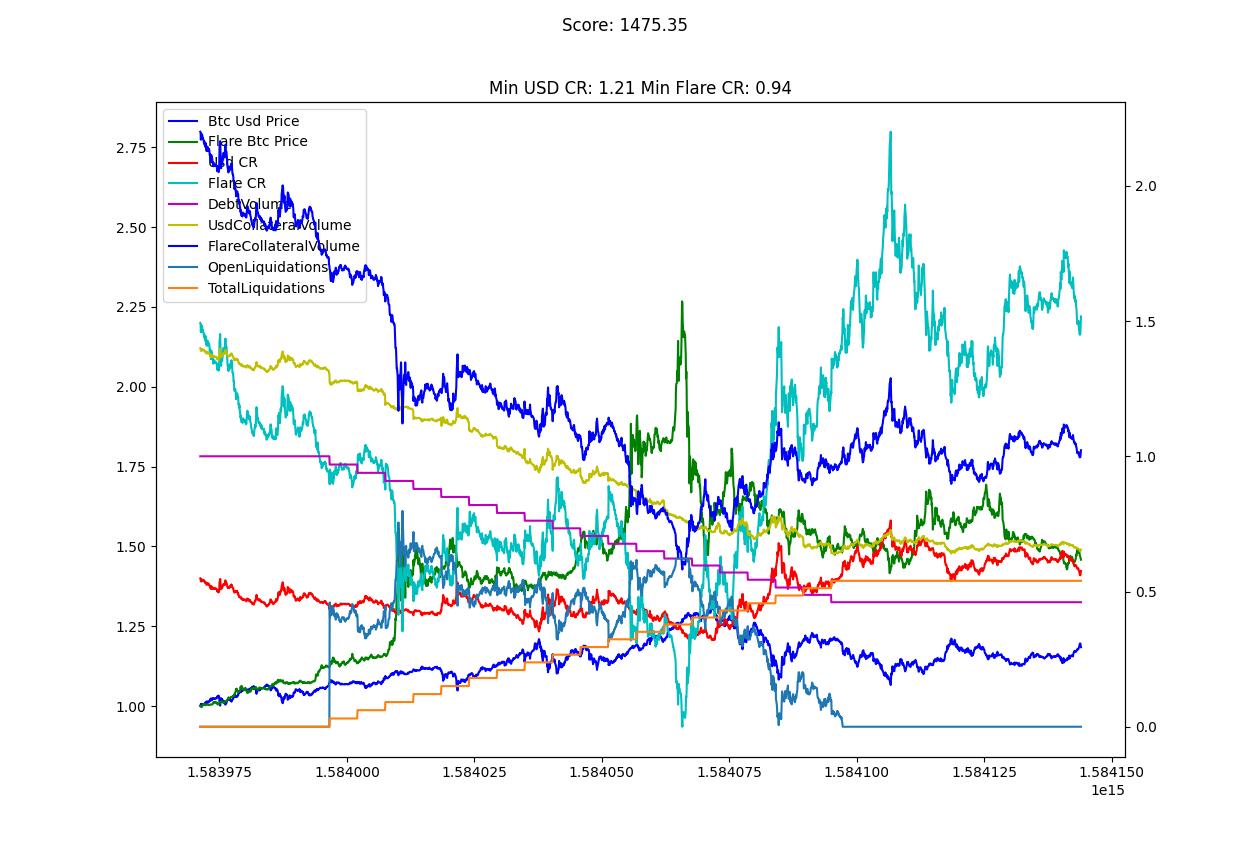 Score: 1475.35
Min USD CR: 1.21 Min Flare CR: 0.94
Btc Usd Price
Flare Btc Price
Usd CR
Flare CR
DebtVolume
UsdCollateralVolume
FlareCollateralVolume
OpenLiquidations
TotalLiquidations
2.75
2.50
2.25
2.00
1.75
1.50
1.25
1.00
2.0
1.5
1.0
0.5
0.0
1.583975 1.584000 1.584025 1.584050 1.584075 1.584100 1.584125 1.584150
1e15